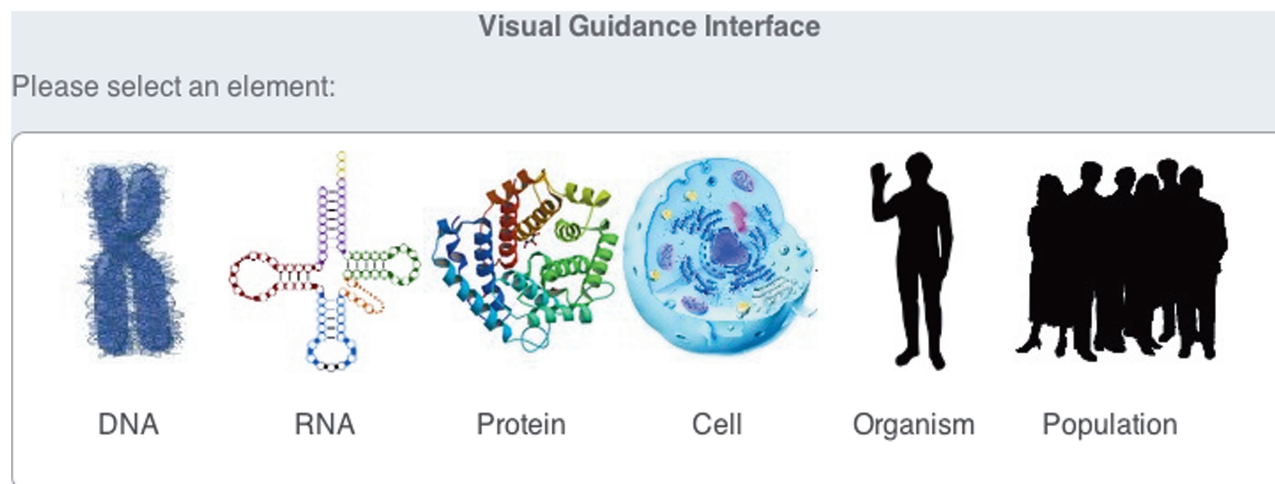 Visual Guidance Interface
Please select an element:
DNA RNA Protein Cell Organism Population